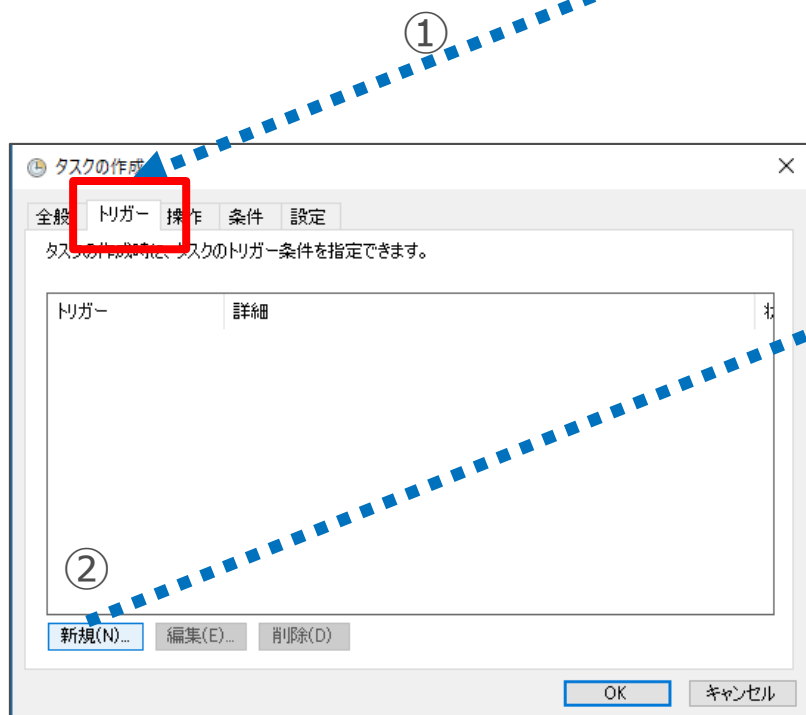 ①
タスクの作成
全般 トリガー 操作 条件 設定
タスクの作成時に、タスクのトリガー条件を指定できます。
トリガー 詳細
②
新規(N)... 編集(E)... 削除(D)
OK キャンセル